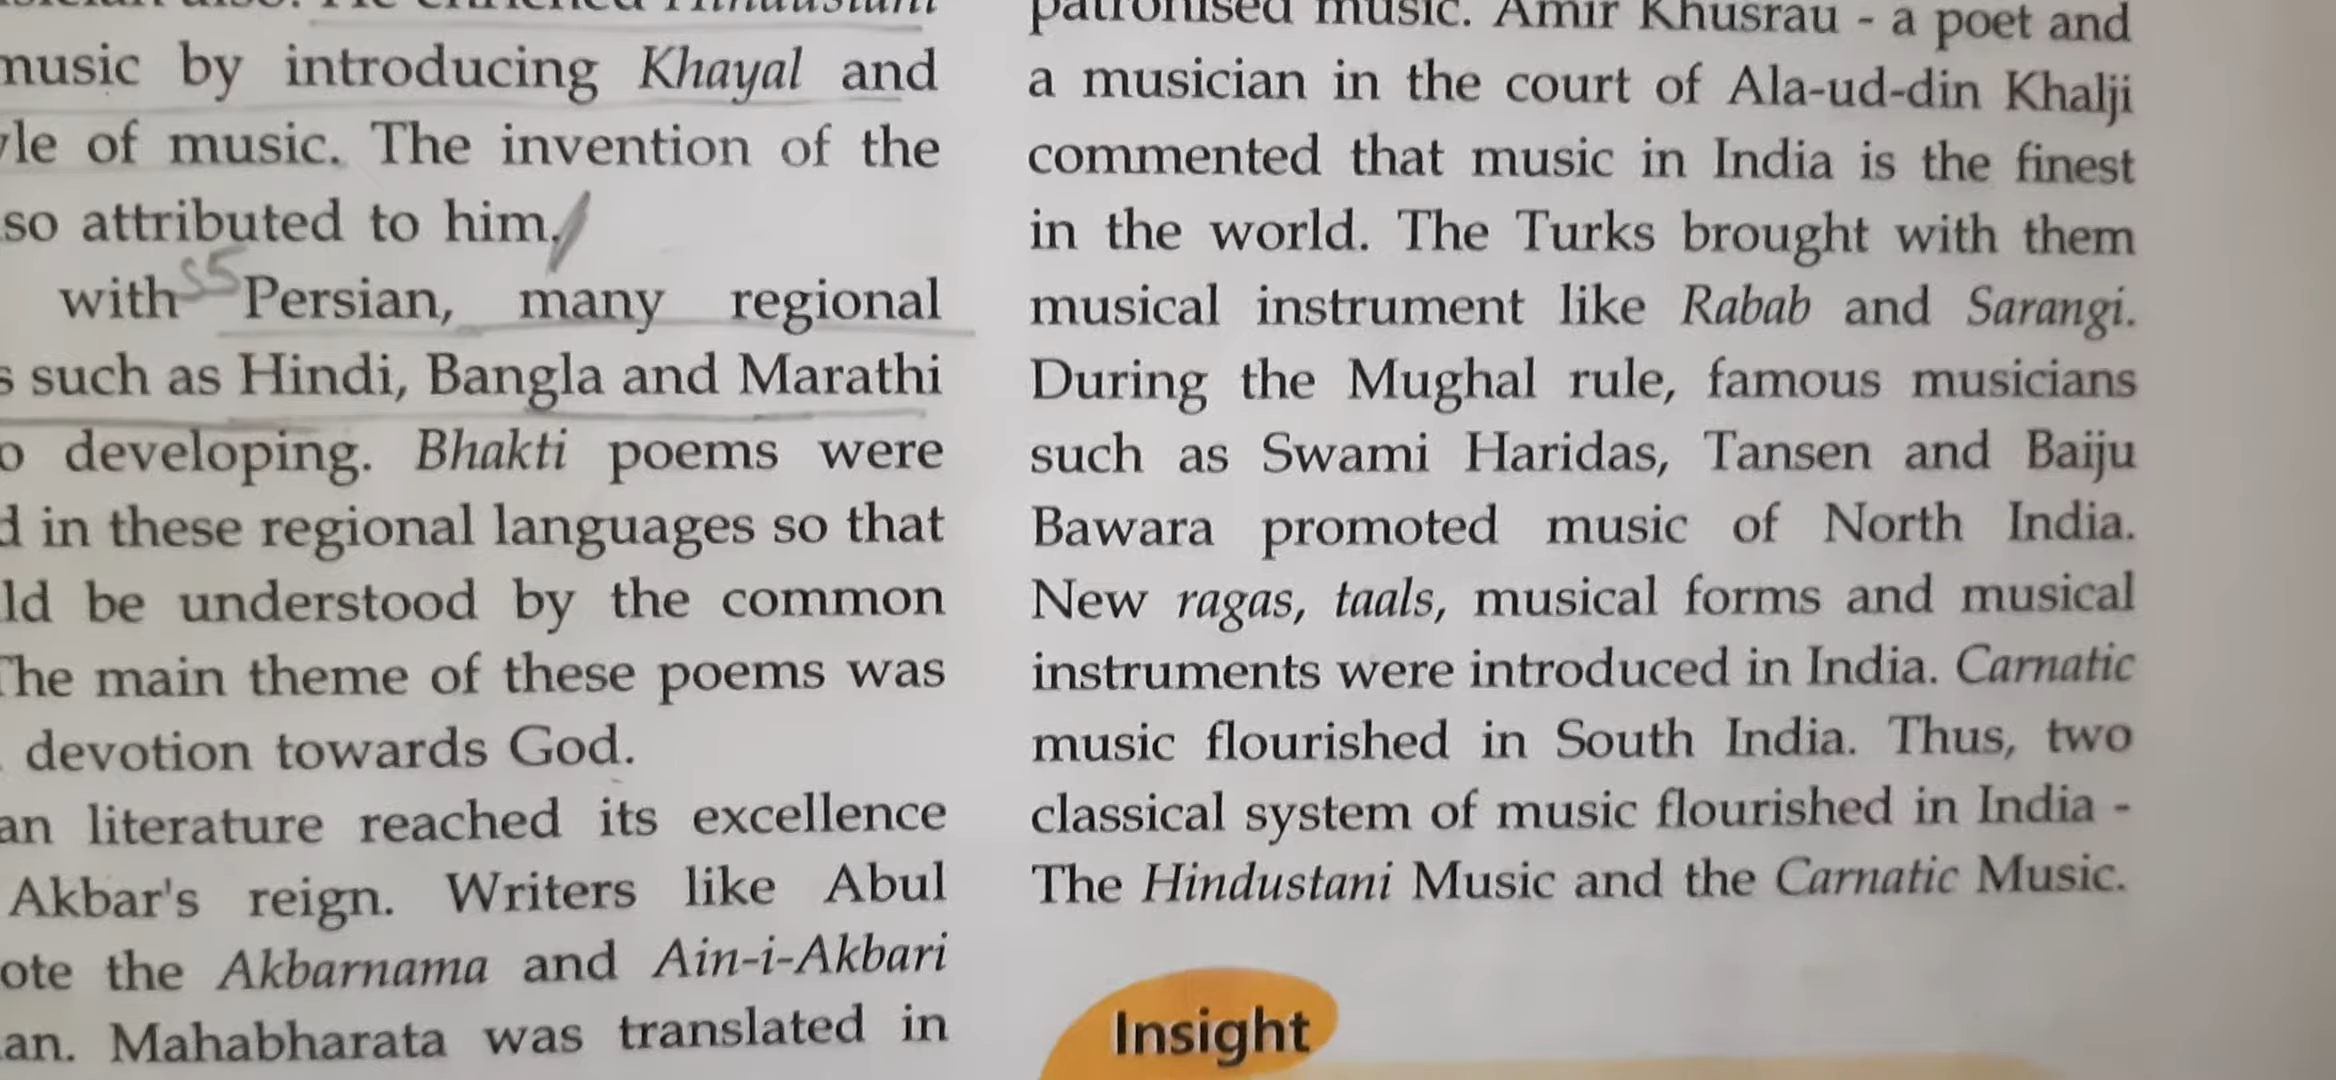 music by introducing Khayal and
of music. The invention of the
so attributed to him.
with Persian, many regional
such as Hindi, Bangla and Marathi
developing. Bhakti poems were
in these regional languages so that
be understood by the common
The main theme of these poems was
devotion towards God.
literature reached its excellence
Akbar's reign. Writers like Abul
the Akbarnama and Ain-i-Akbari
Mahabharata was translated in
patronised music. Amir Khusrau - a poet and
a musician in the court of Ala-ud-din Khalji
commented that music in India is the finest
in the world. The Turks brought with them
musical instrument like Rabab and Sarangi.
During the Mughal rule, famous musicians
such as Swami Haridas, Tansen and Baiju
Bawara promoted music of North India.
New ragas, taals, musical forms and musical
instruments were introduced in India. Carnatic
music flourished in South India. Thus, two
classical system of music flourished in India -
The Hindustani Music and the Carnatic Music.
Insight